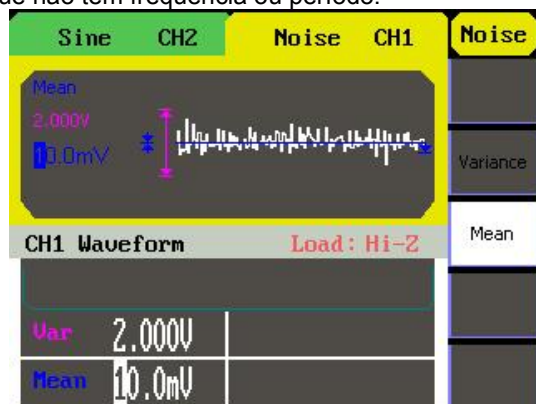 de não tem frequência ou período.
Sine CH2 Noise CH1 Noise
Mean
2.000V
10.0mV
Variance
Mean
CH1 Waveform Load: Hi-Z
Var 2.000V
Mean 10.0mV